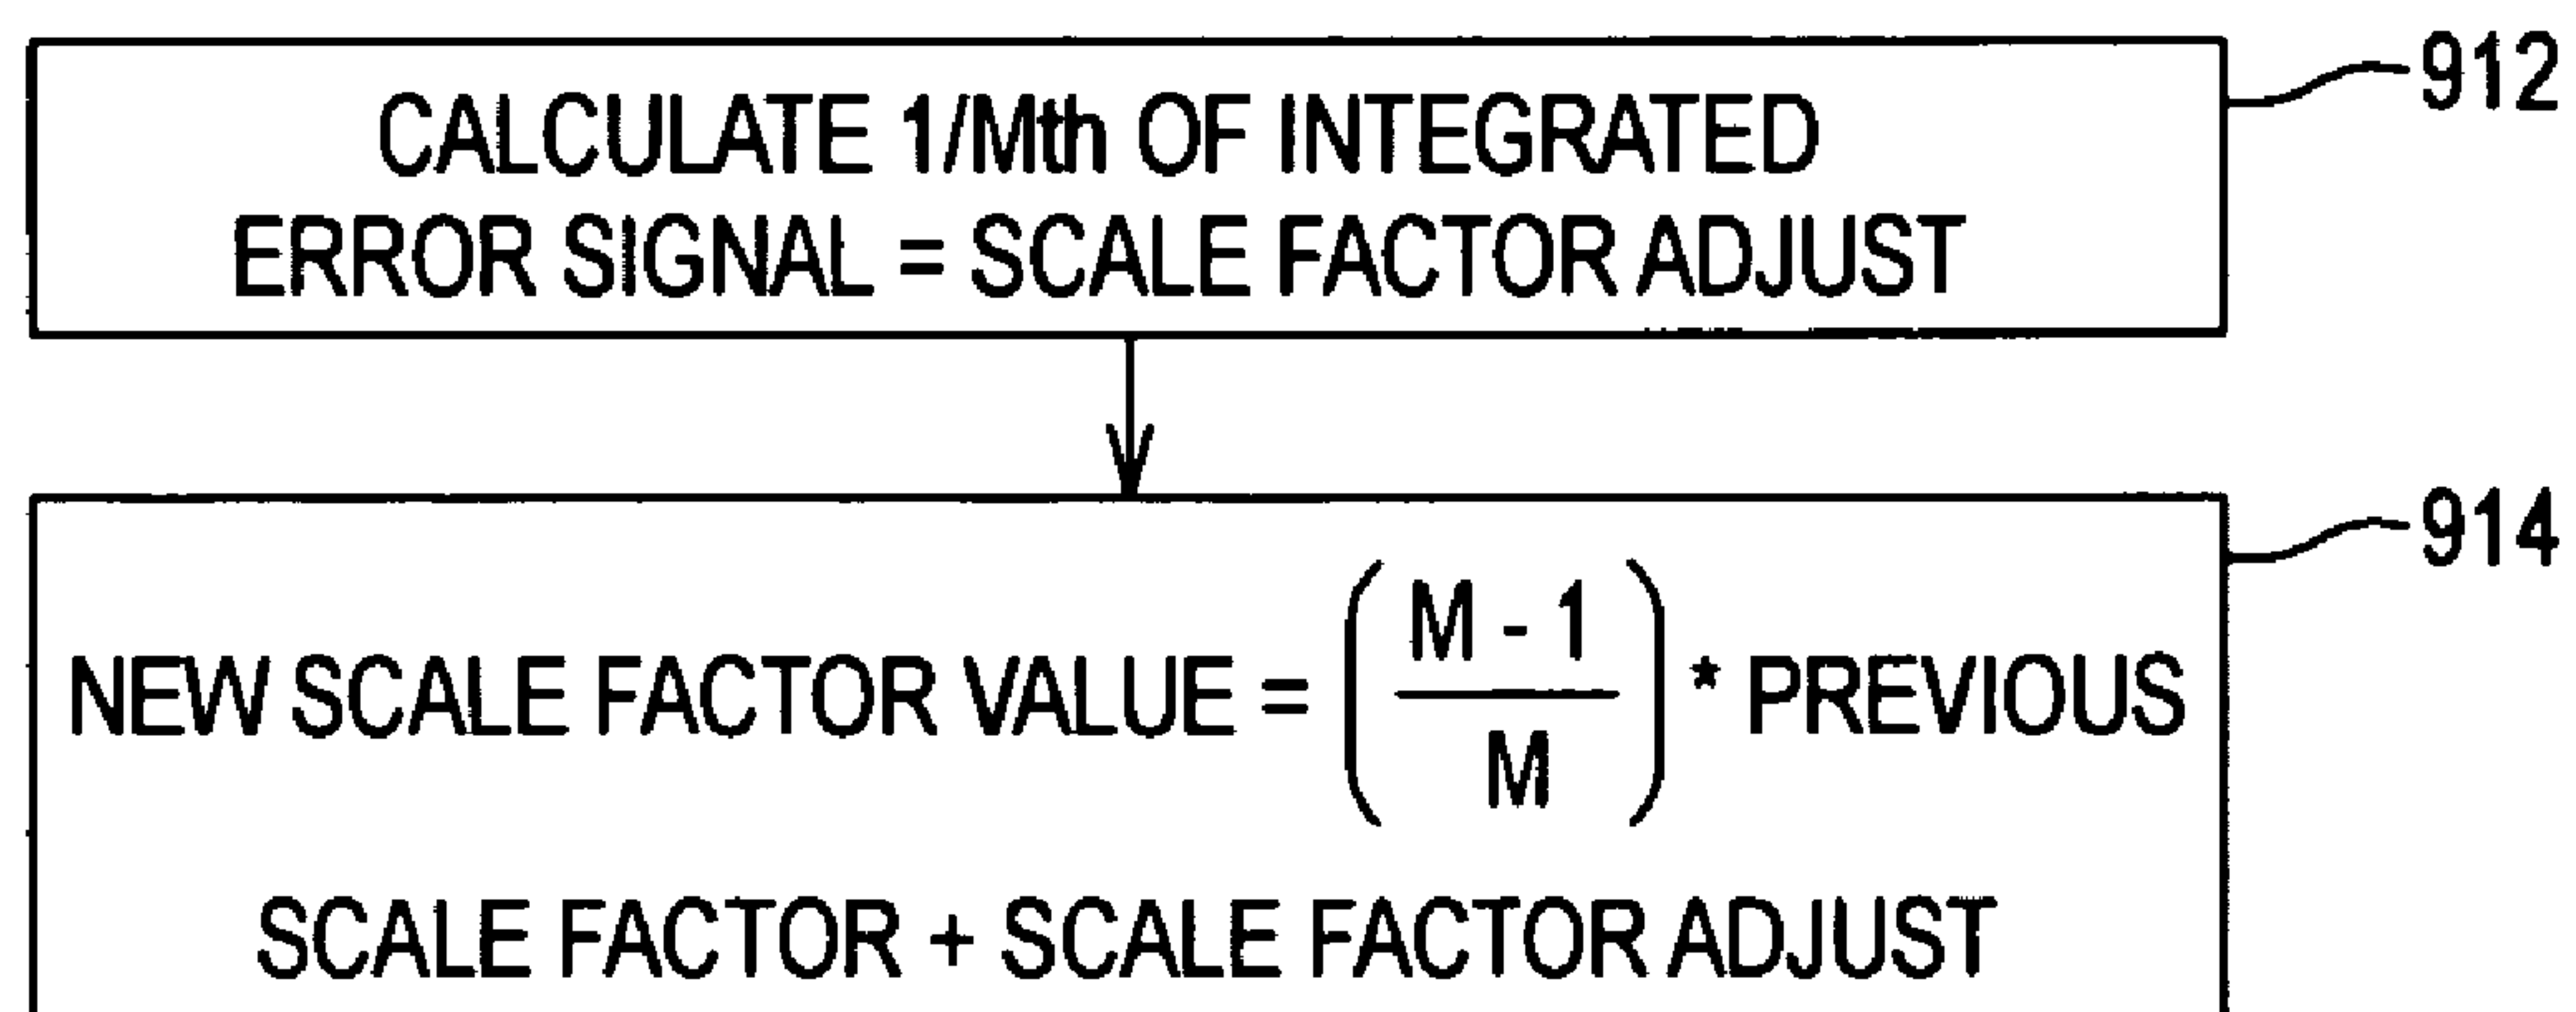 912
CALCULATE 1/Mth OF INTEGRATED
ERROR SIGNAL = SCALE FACTOR ADJUST
914
NEW SCALE FACTOR VALUE = ( M - 1 / M ) * PREVIOUS
SCALE FACTOR + SCALE FACTOR ADJUST